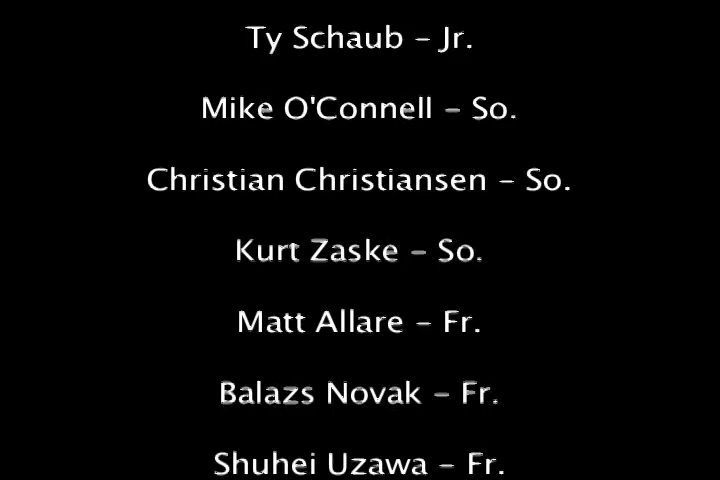 Ty Schaub - Jr.
Mike O'Connell - So.
Christian Christiansen - So.
Kurt Zaske - So.
Matt Allare - Fr.
Balazs Novak - Fr.
Shuhei Uzawa - Fr.